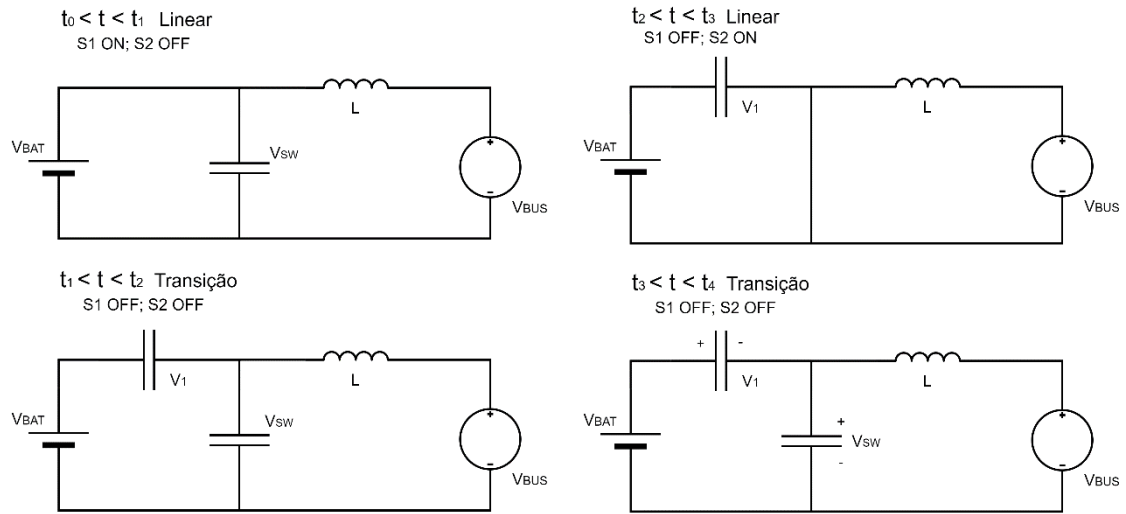 t0 < t < t1 Linear
S1 ON; S2 OFF
L
VBAT
VSW
+
-
VBUS
t2 < t < t3 Linear
S1 OFF; S2 ON
V1
L
VBAT
+
-
VBUS
t1 < t < t2 Transição
S1 OFF; S2 OFF
V1
L
VBAT
VSW
+
-
VBUS
t3 < t < t4 Transição
S1 OFF; S2 OFF
+ -
V1
L
VBAT
+
VSW
-
+
-
VBUS